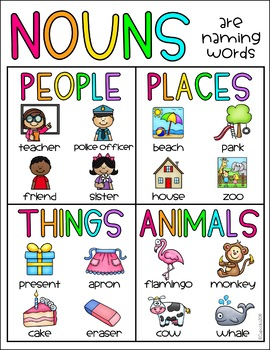 NOUNS
are
naming
words
PEOPLE
teacher
police officer
friend
sister
PLACES
beach
park
house
zoo
THINGS
present
apron
cake
eraser
ANIMALS
flamingo
monkey
cow
whale